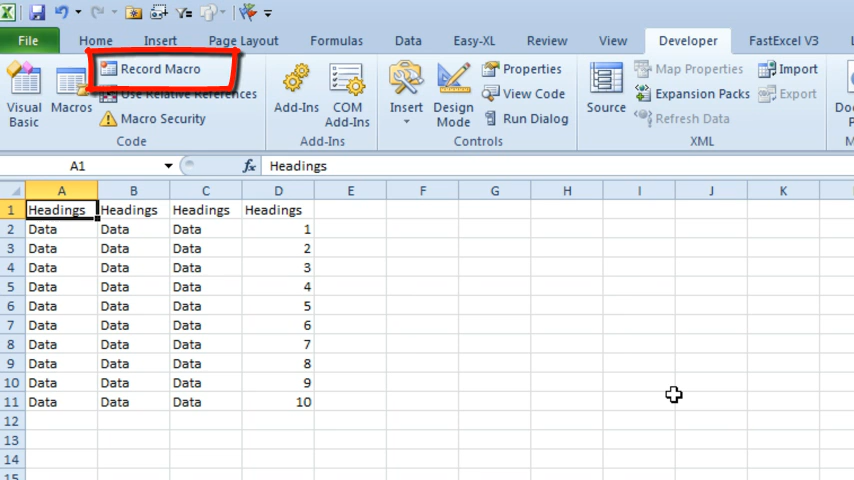 File Home Insert Page Layout Formulas Data Easy-XL Review View Developer FastExcel V3
Record Macro
Use Relative References
Macro Security
Visual Basic
Macros
Code
Add-Ins
COM Add-Ins
Add-Ins
Insert
Design Mode
Properties
View Code
Run Dialog
Controls
Source
Map Properties
Expansion Packs
Refresh Data
Import
Export
XML
A1 fx Headings
A B C D E F G H I J K
1 Headings Headings Headings Headings
2 Data Data Data 1
3 Data Data Data 2
4 Data Data Data 3
5 Data Data Data 4
6 Data Data Data 5
7 Data Data Data 6
8 Data Data Data 7
9 Data Data Data 8
10 Data Data Data 9
11 Data Data Data 10
12
13
14
15